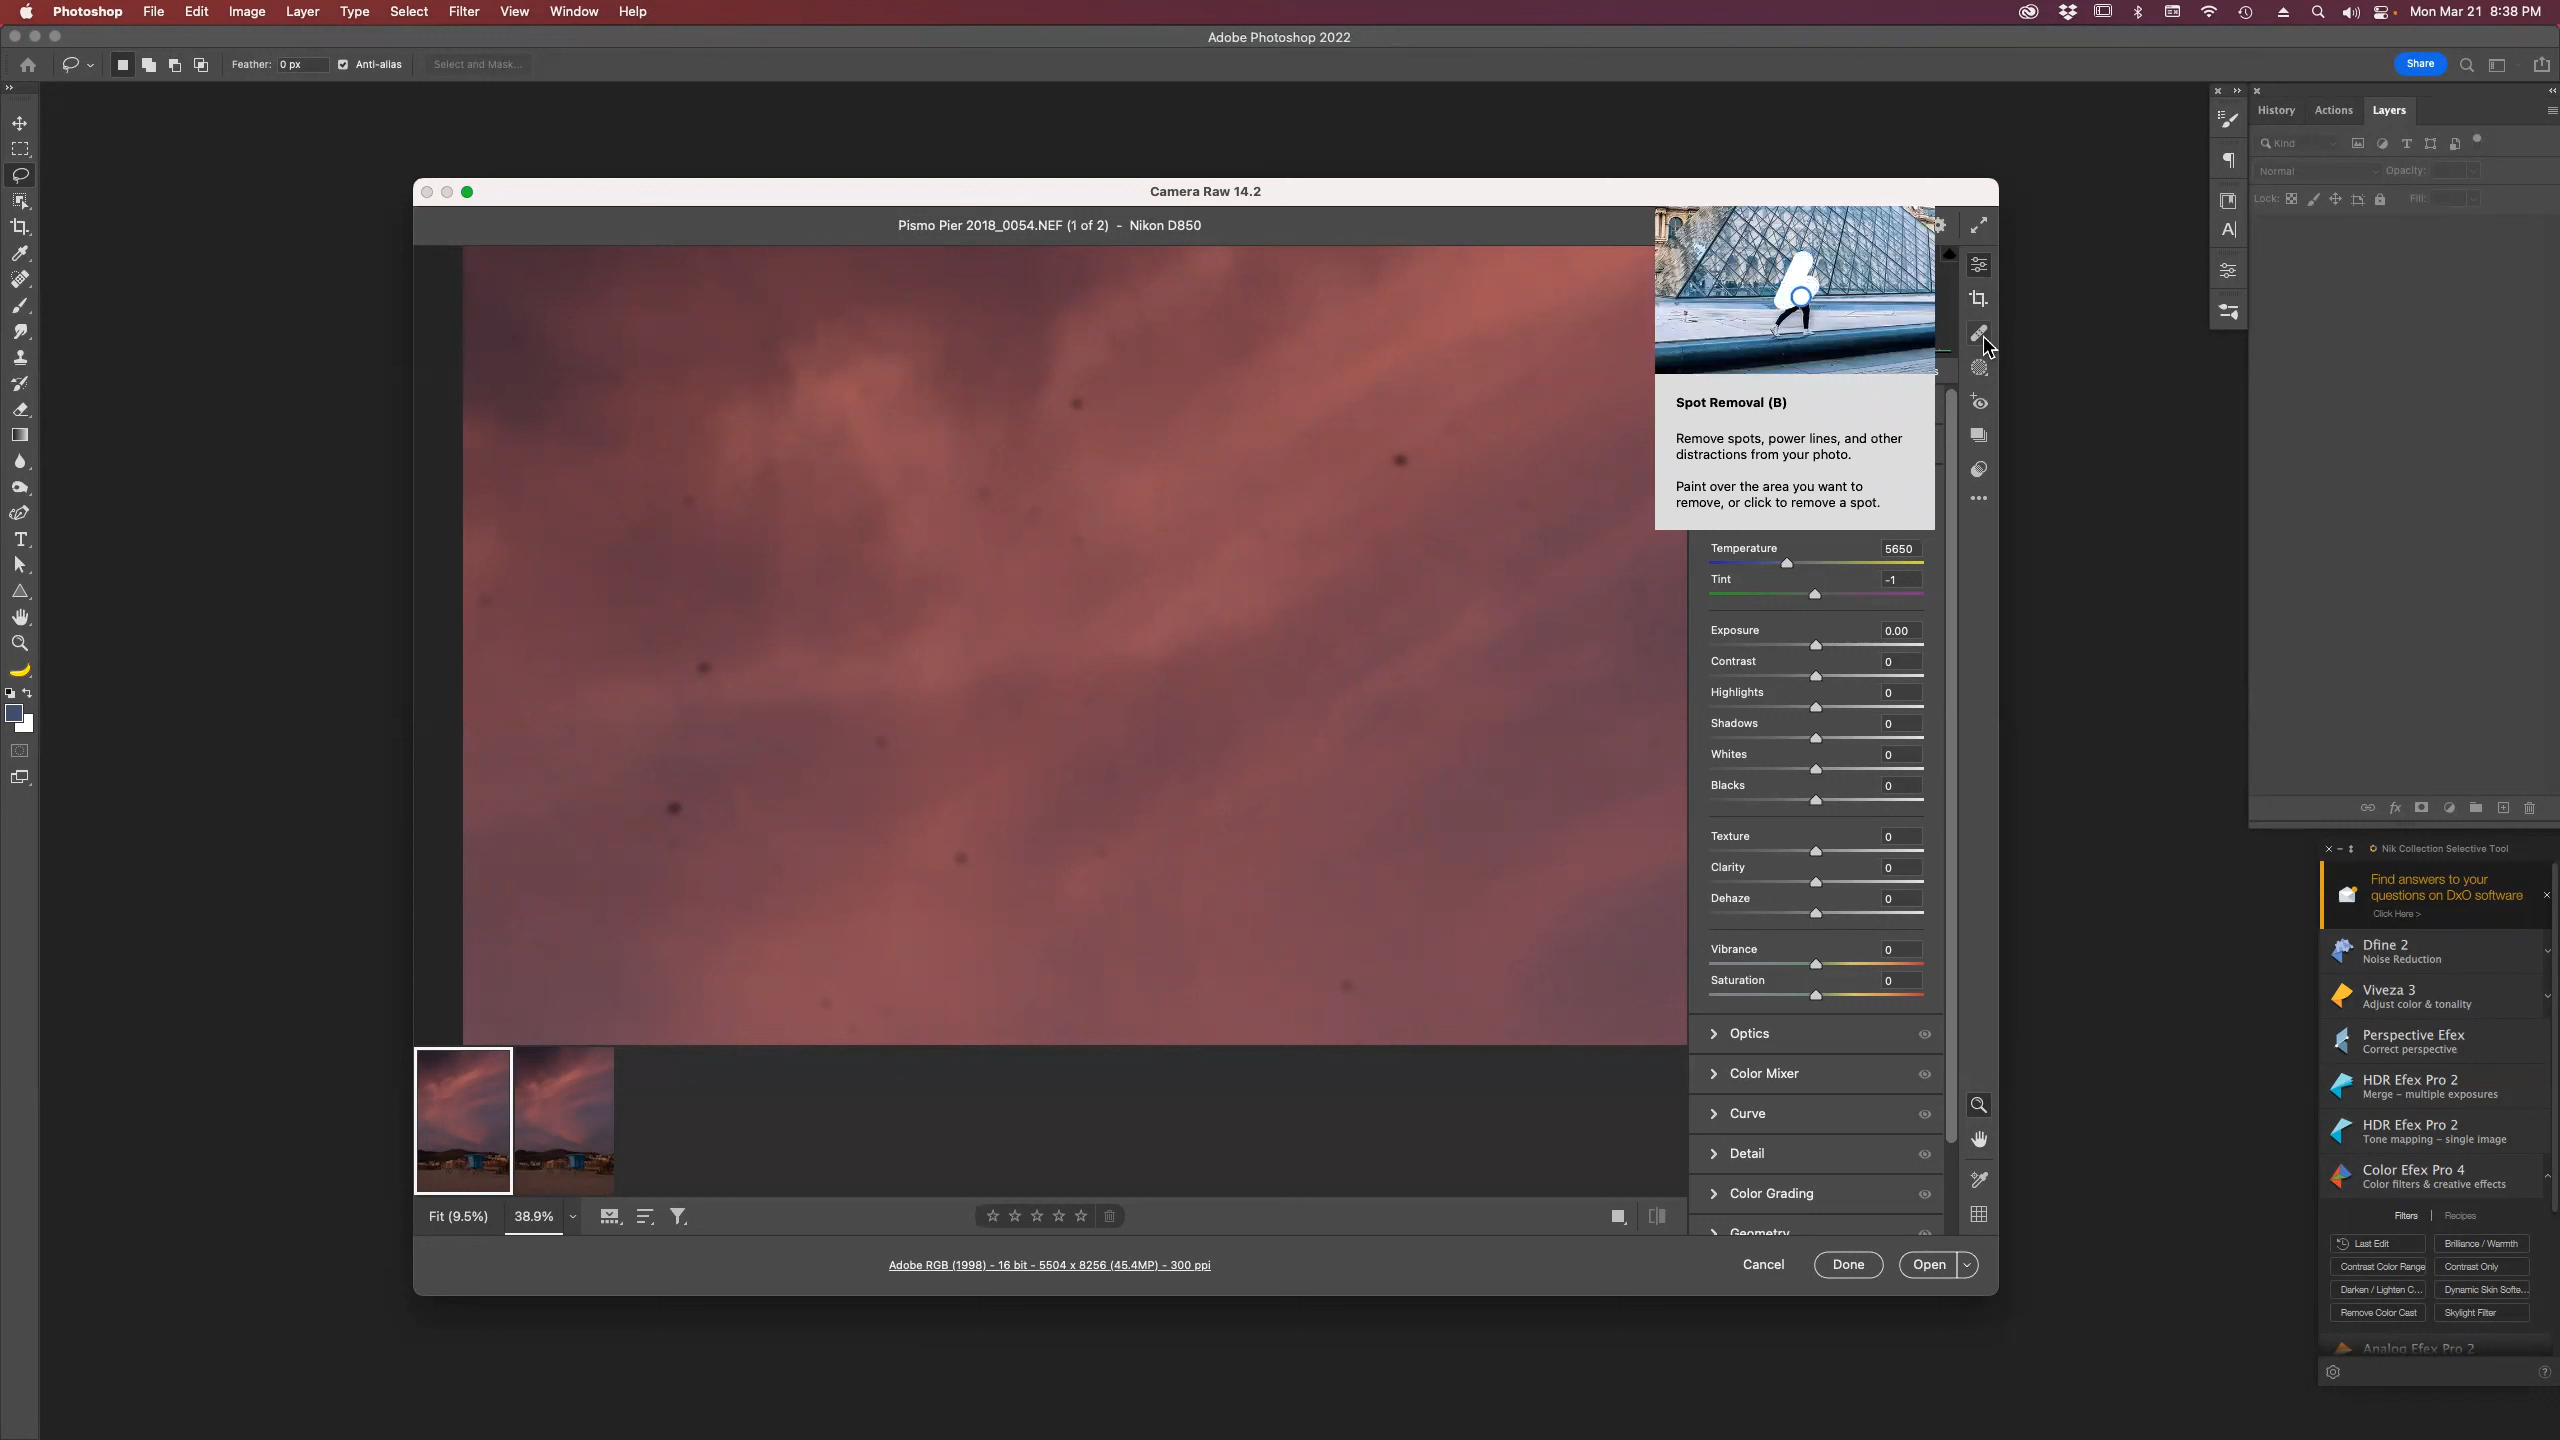 Photoshop File Edit Image Layer Type Select Filter View Window Help
Mon Mar 21 8:38 PM
Adobe Photoshop 2022
Feather: 0 px Anti-alias Select and Mask...
Share
History Actions Layers
Kind
Normal Opacity:
Lock: Fill:
Camera Raw 14.2
Pismo Pier 2018_0054.NEF (1 of 2) - Nikon D850
Spot Removal (B)
Remove spots, power lines, and other
distractions from your photo.
Paint over the area you want to
remove, or click to remove a spot.
Temperature 5650
Tint -1
Exposure 0.00
Contrast 0
Highlights 0
Shadows 0
Whites 0
Blacks 0
Texture 0
Clarity 0
Dehaze 0
Vibrance 0
Saturation 0
Optics
Color Mixer
Curve
Detail
Color Grading
Geometry
Fit (9.5%) 38.9%
Adobe RGB (1998) - 16 bit - 5504 x 8256 (45.4MP) - 300 ppi
Cancel Done Open
Nik Collection Selective Tool
Find answers to your
questions on DxO software
Click Here >
Dfine 2
Noise Reduction
Viveza 3
Adjust color & tonality
Perspective Efex
Correct perspective
HDR Efex Pro 2
Merge – multiple exposures
HDR Efex Pro 2
Tone mapping – single image
Color Efex Pro 4
Color filters & creative effects
Filters | Recipes
Last Edit Brilliance / Warmth
Contrast Color Range Contrast Only
Darken / Lighten C... Dynamic Skin Softe...
Remove Color Cast Skylight Filter
Analog Efex Pro 2